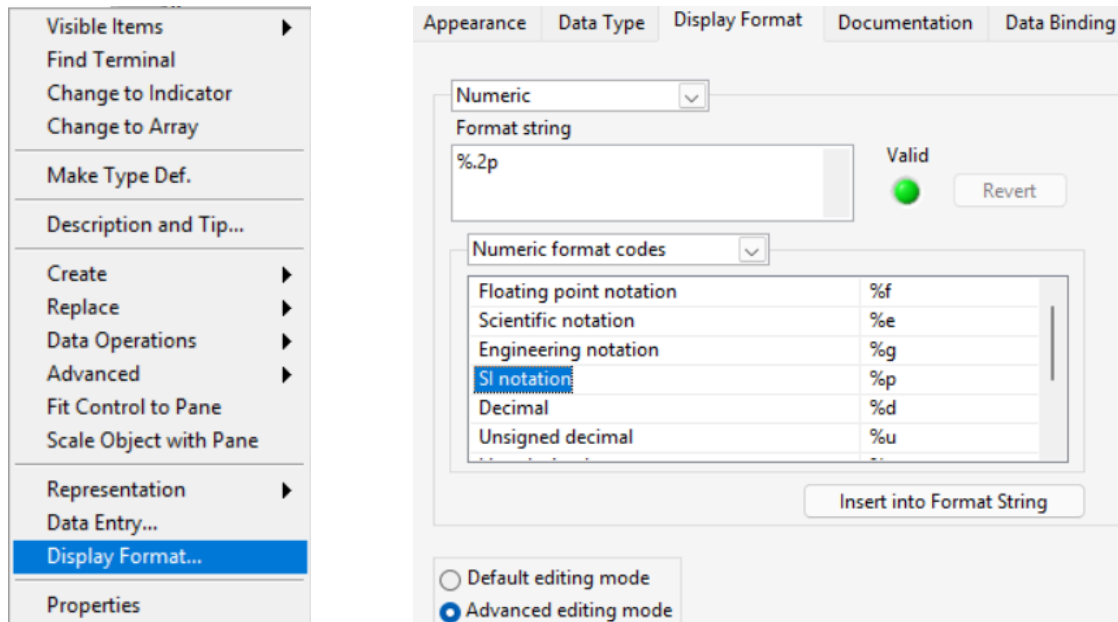 Visible Items
Find Terminal
Change to Indicator
Change to Array
Make Type Def.
Description and Tip...
Create
Replace
Data Operations
Advanced
Fit Control to Pane
Scale Object with Pane
Representation
Data Entry...
Display Format...
Properties
Appearance Data Type Display Format Documentation Data Binding
Numeric
Format string
%.2p
Valid
Revert
Numeric format codes
Floating point notation %f
Scientific notation %e
Engineering notation %g
SI notation %p
Decimal %d
Unsigned decimal %u
Insert into Format String
Default editing mode
Advanced editing mode